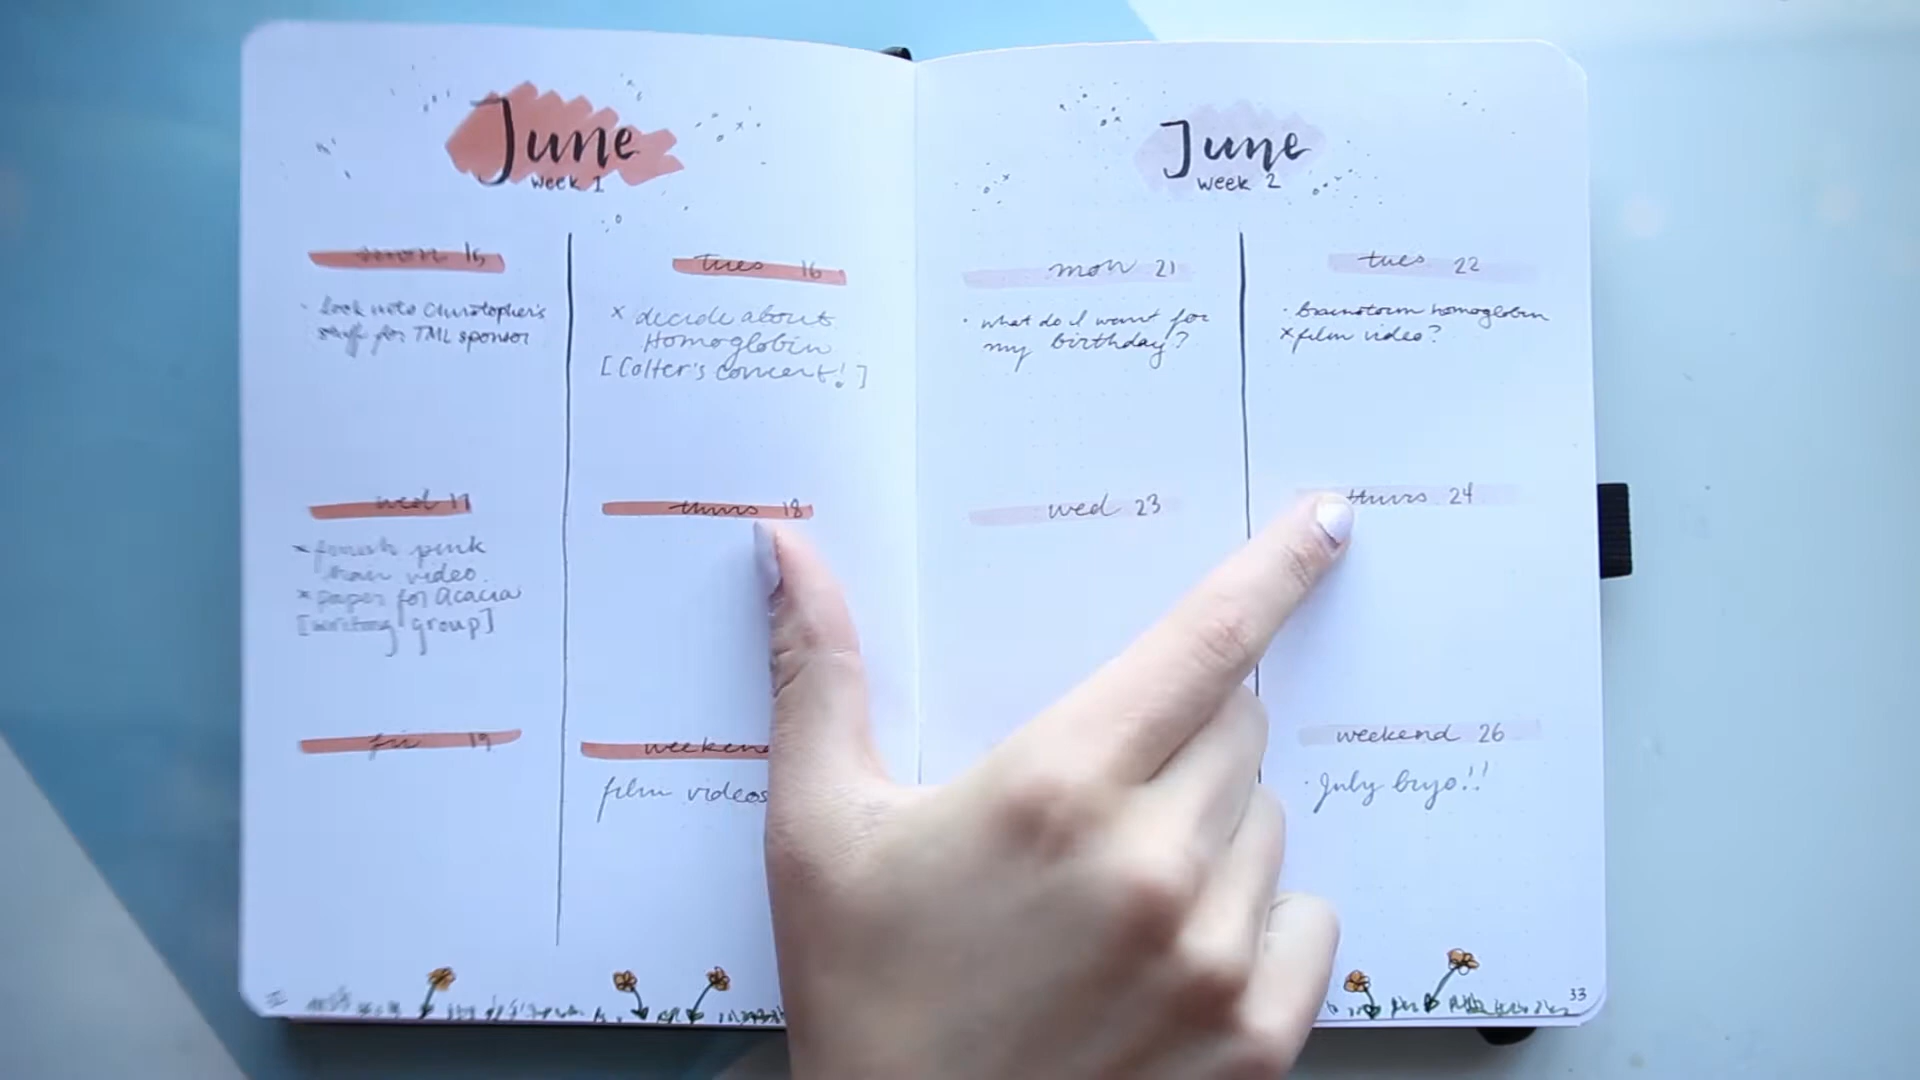 June
week 1
mon 15
· look into Christopher's
stuff for TML sponsor
tues 16
x decide about
Homoglobin
[Colter's concert!]
wed 17
x finish pink
hair video.
x paper for Acacia
[writing group]
thurs 18
fri 19
weekend
film videos
June
week 2
mon 21
· what do I want for
my birthday?
tues 22
· brainstorm homoglobin
x film video?
wed 23
thurs 24
weekend 26
· July bujo!!
33